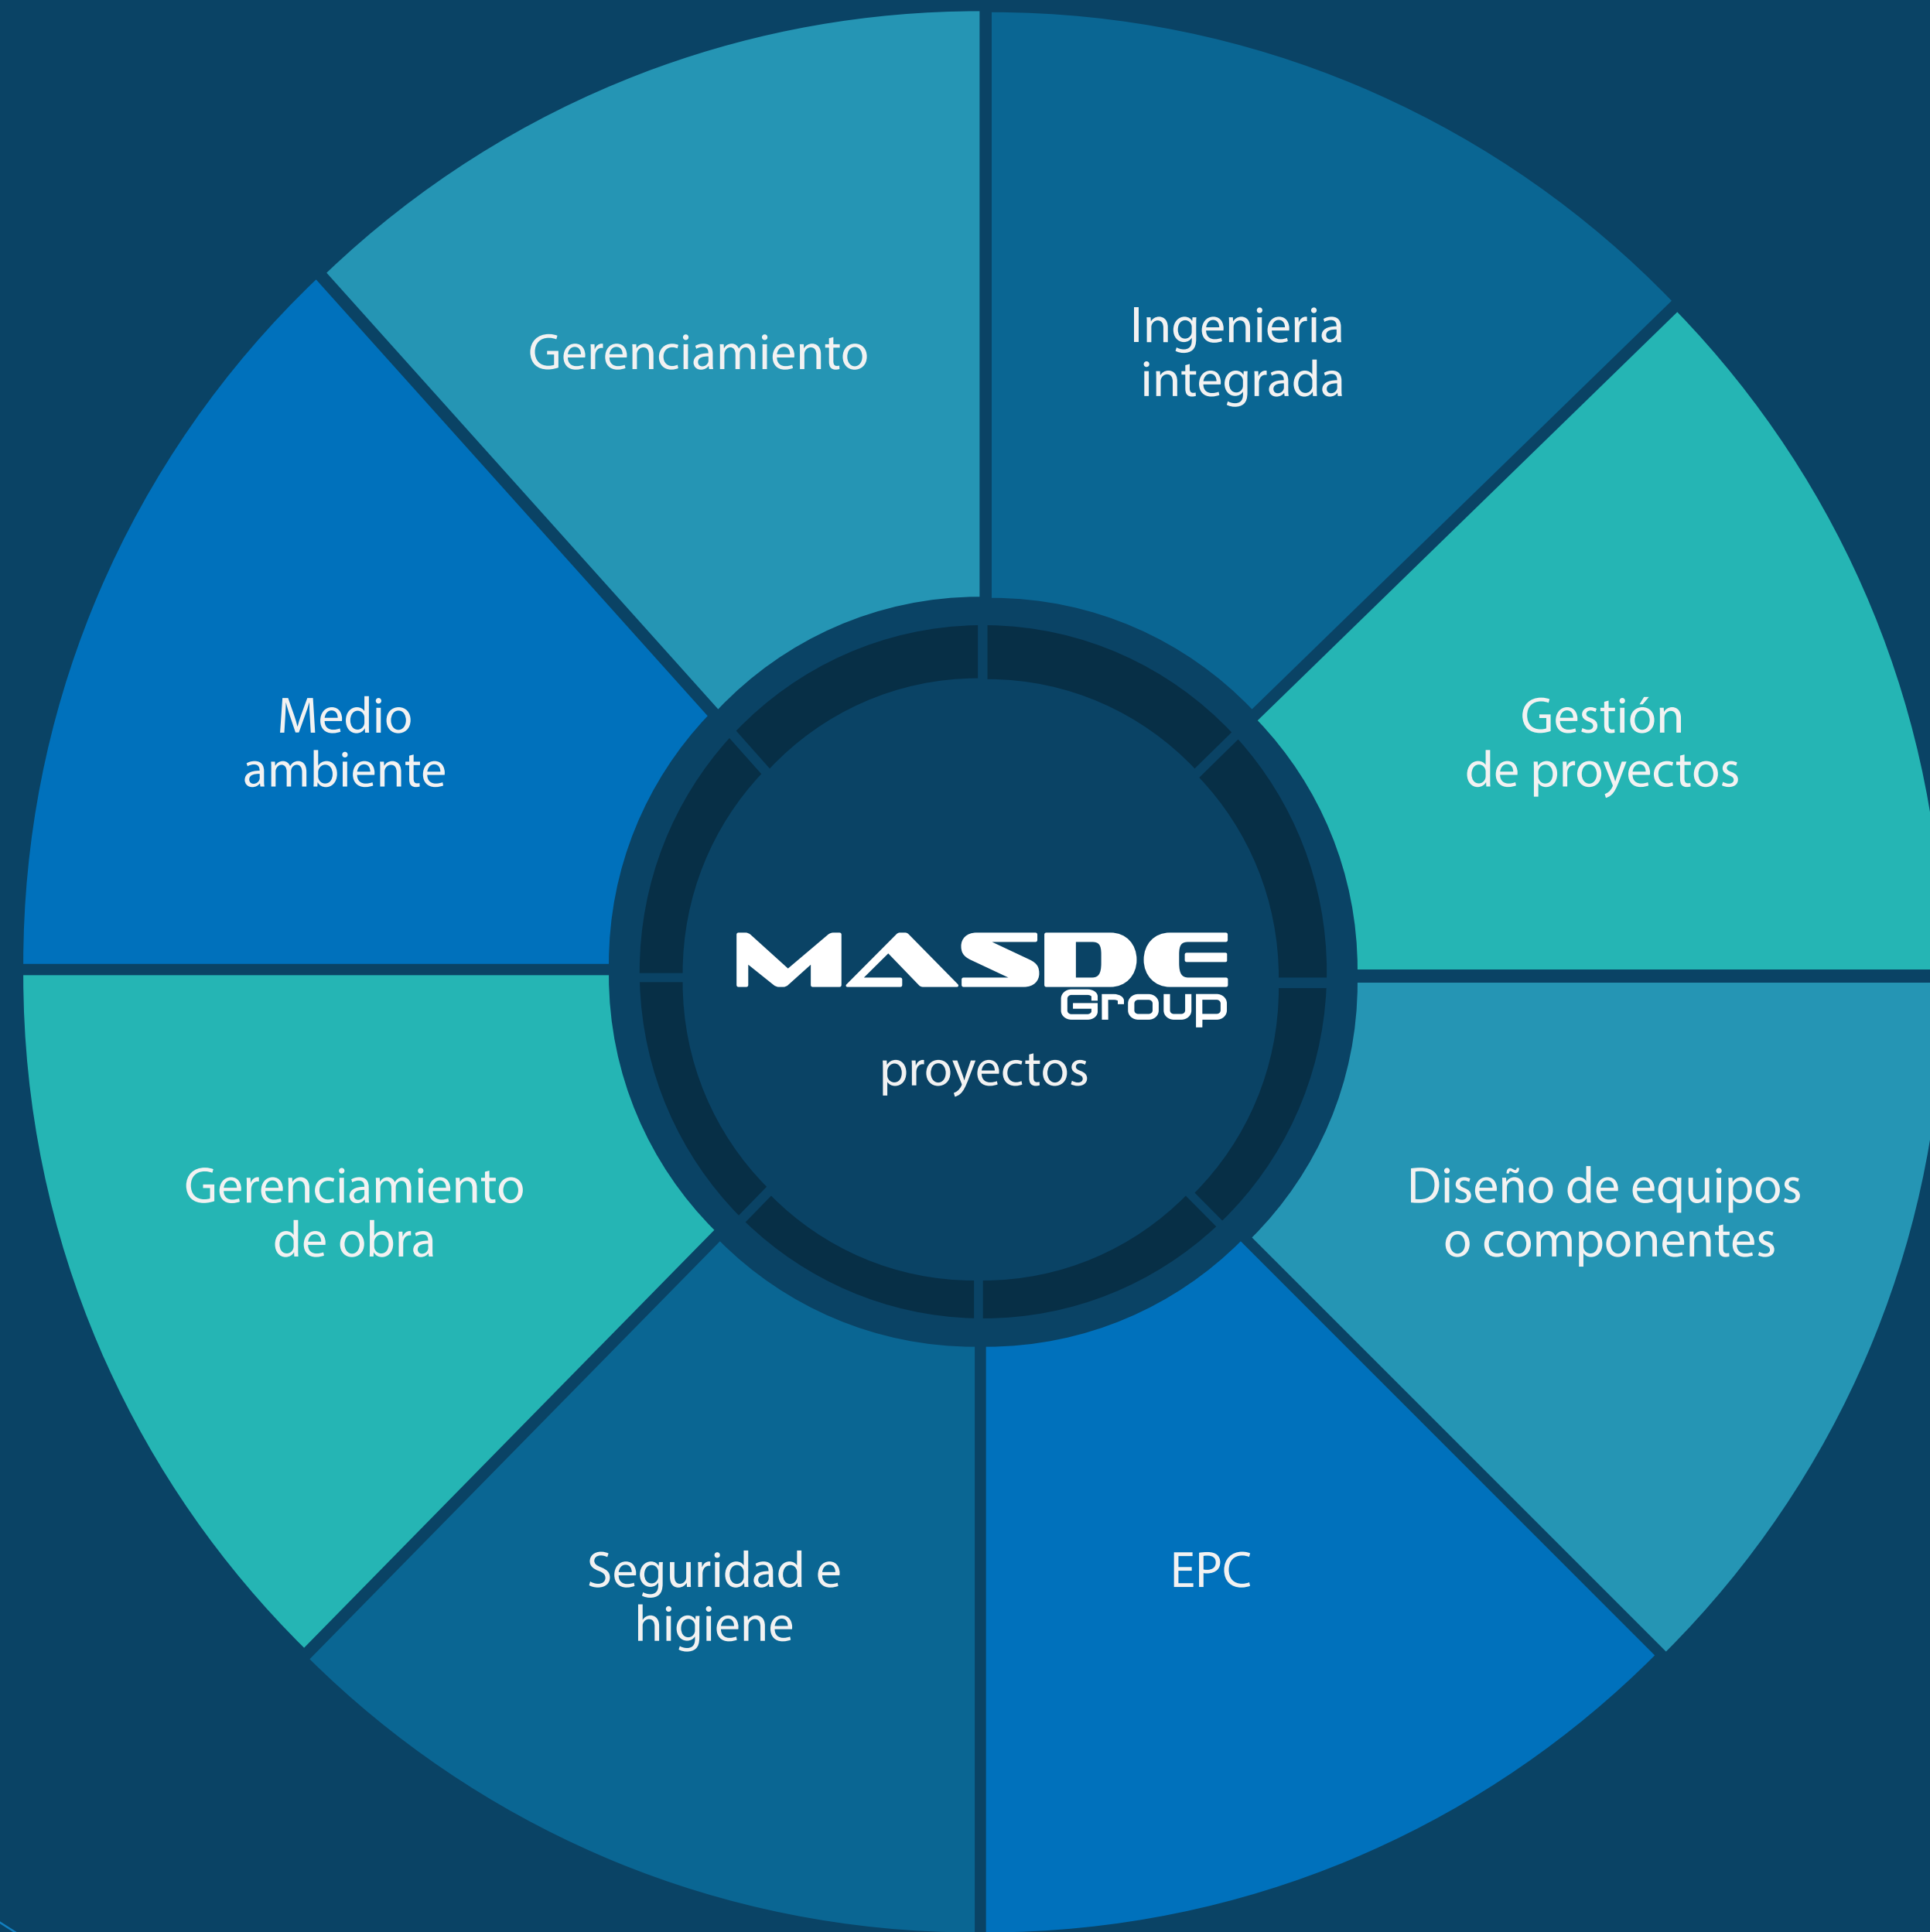 Gerenciamiento
Ingenieria
integrada
Medio
ambiente
Gestión
de proyectos
MASDE
Group
proyectos
Gerenciamiento
de obra
Diseño de equipos
o componentes
Seguridad e
higiene
EPC